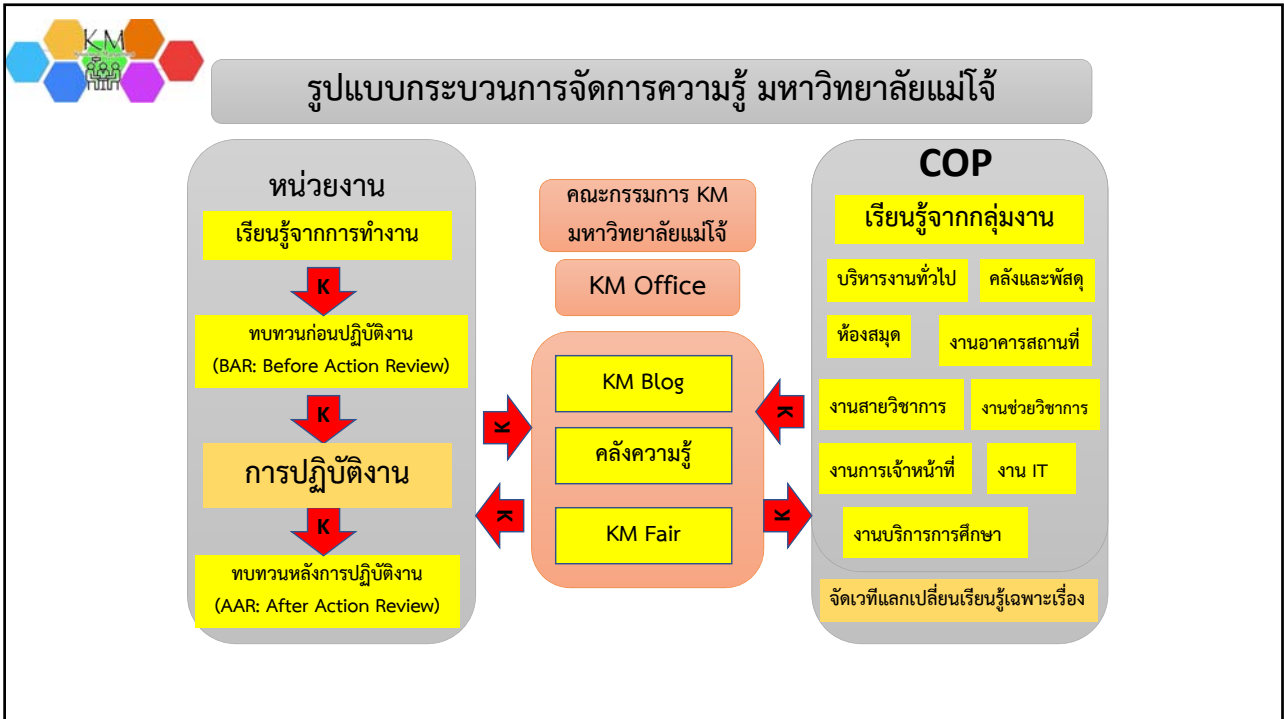 KM
รูปแบบกระบวนการจัดการความรู้ มหาวิทยาลัยแม่โจ้
หน่วยงาน
เรียนรู้จากการทำงาน
K
ทบทวนก่อนปฏิบัติงาน
(BAR: Before Action Review)
K
การปฏิบัติงาน
K
ทบทวนหลังการปฏิบัติงาน
(AAR: After Action Review)
K
K
คณะกรรมการ KM
มหาวิทยาลัยแม่โจ้
KM Office
KM Blog
คลังความรู้
KM Fair
K
K
COP
เรียนรู้จากกลุ่มงาน
บริหารงานทั่วไป
คลังและพัสดุ
ห้องสมุด
งานอาคารสถานที่
งานสายวิชาการ
งานช่วยวิชาการ
งานการเจ้าหน้าที่
งาน IT
งานบริการการศึกษา
จัดเวทีแลกเปลี่ยนเรียนรู้เฉพาะเรื่อง